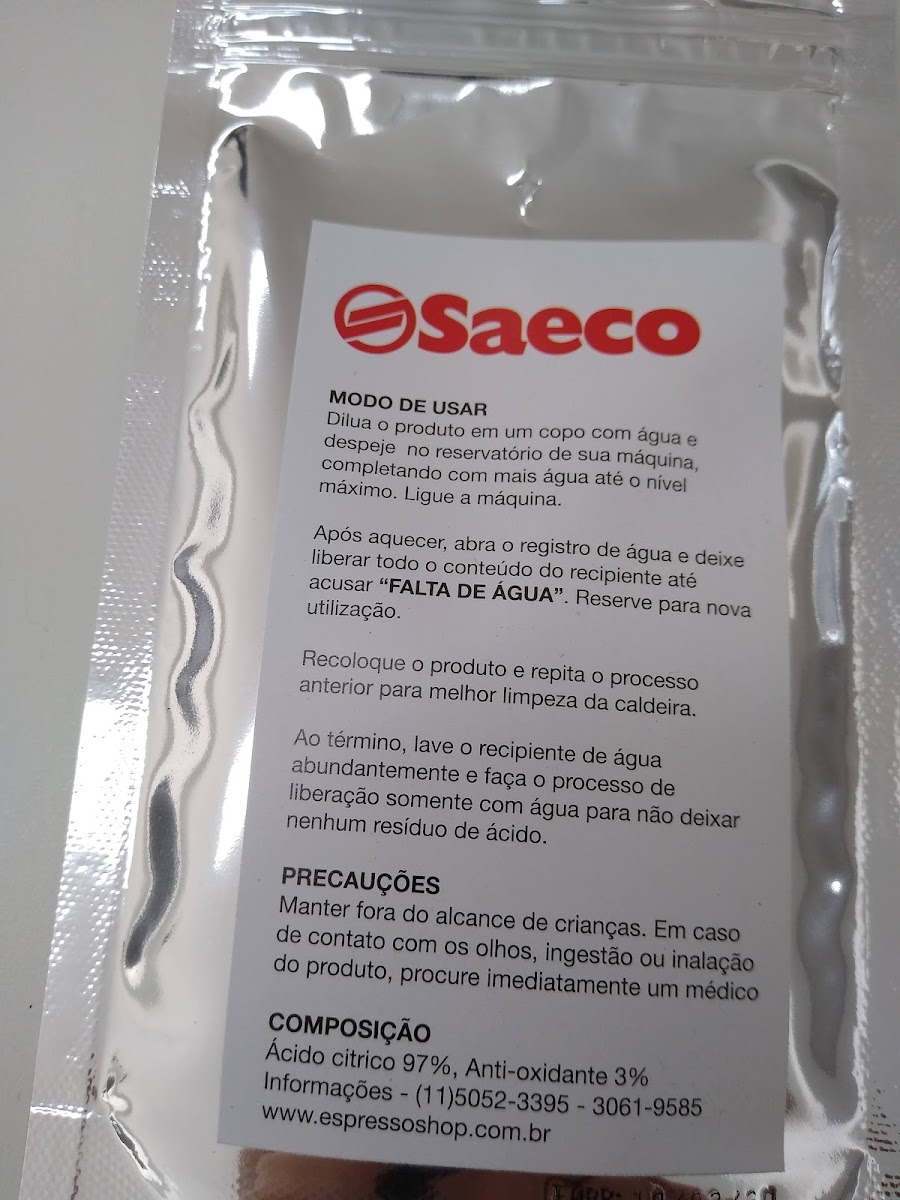 Saeco
MODO DE USAR
Dilua o produto em um copo com água e
despeje no reservatório de sua máquina,
completando com mais água até o nível
máximo. Ligue a máquina.
Após aquecer, abra o registro de água e deixe
liberar todo o conteúdo do recipiente até
acusar “FALTA DE ÁGUA”. Reserve para nova
utilização.
Recoloque o produto e repita o processo
anterior para melhor limpeza da caldeira.
Ao término, lave o recipiente de água
abundantemente e faça o processo de
liberação somente com água para não deixar
nenhum resíduo de ácido.
PRECAUÇÕES
Manter fora do alcance de crianças. Em caso
de contato com os olhos, ingestão ou inalação
do produto, procure imediatamente um médico
COMPOSIÇÃO
Ácido citrico 97%, Anti-oxidante 3%
Informações - (11)5052-3395 - 3061-9585
www.espressoshop.com.br